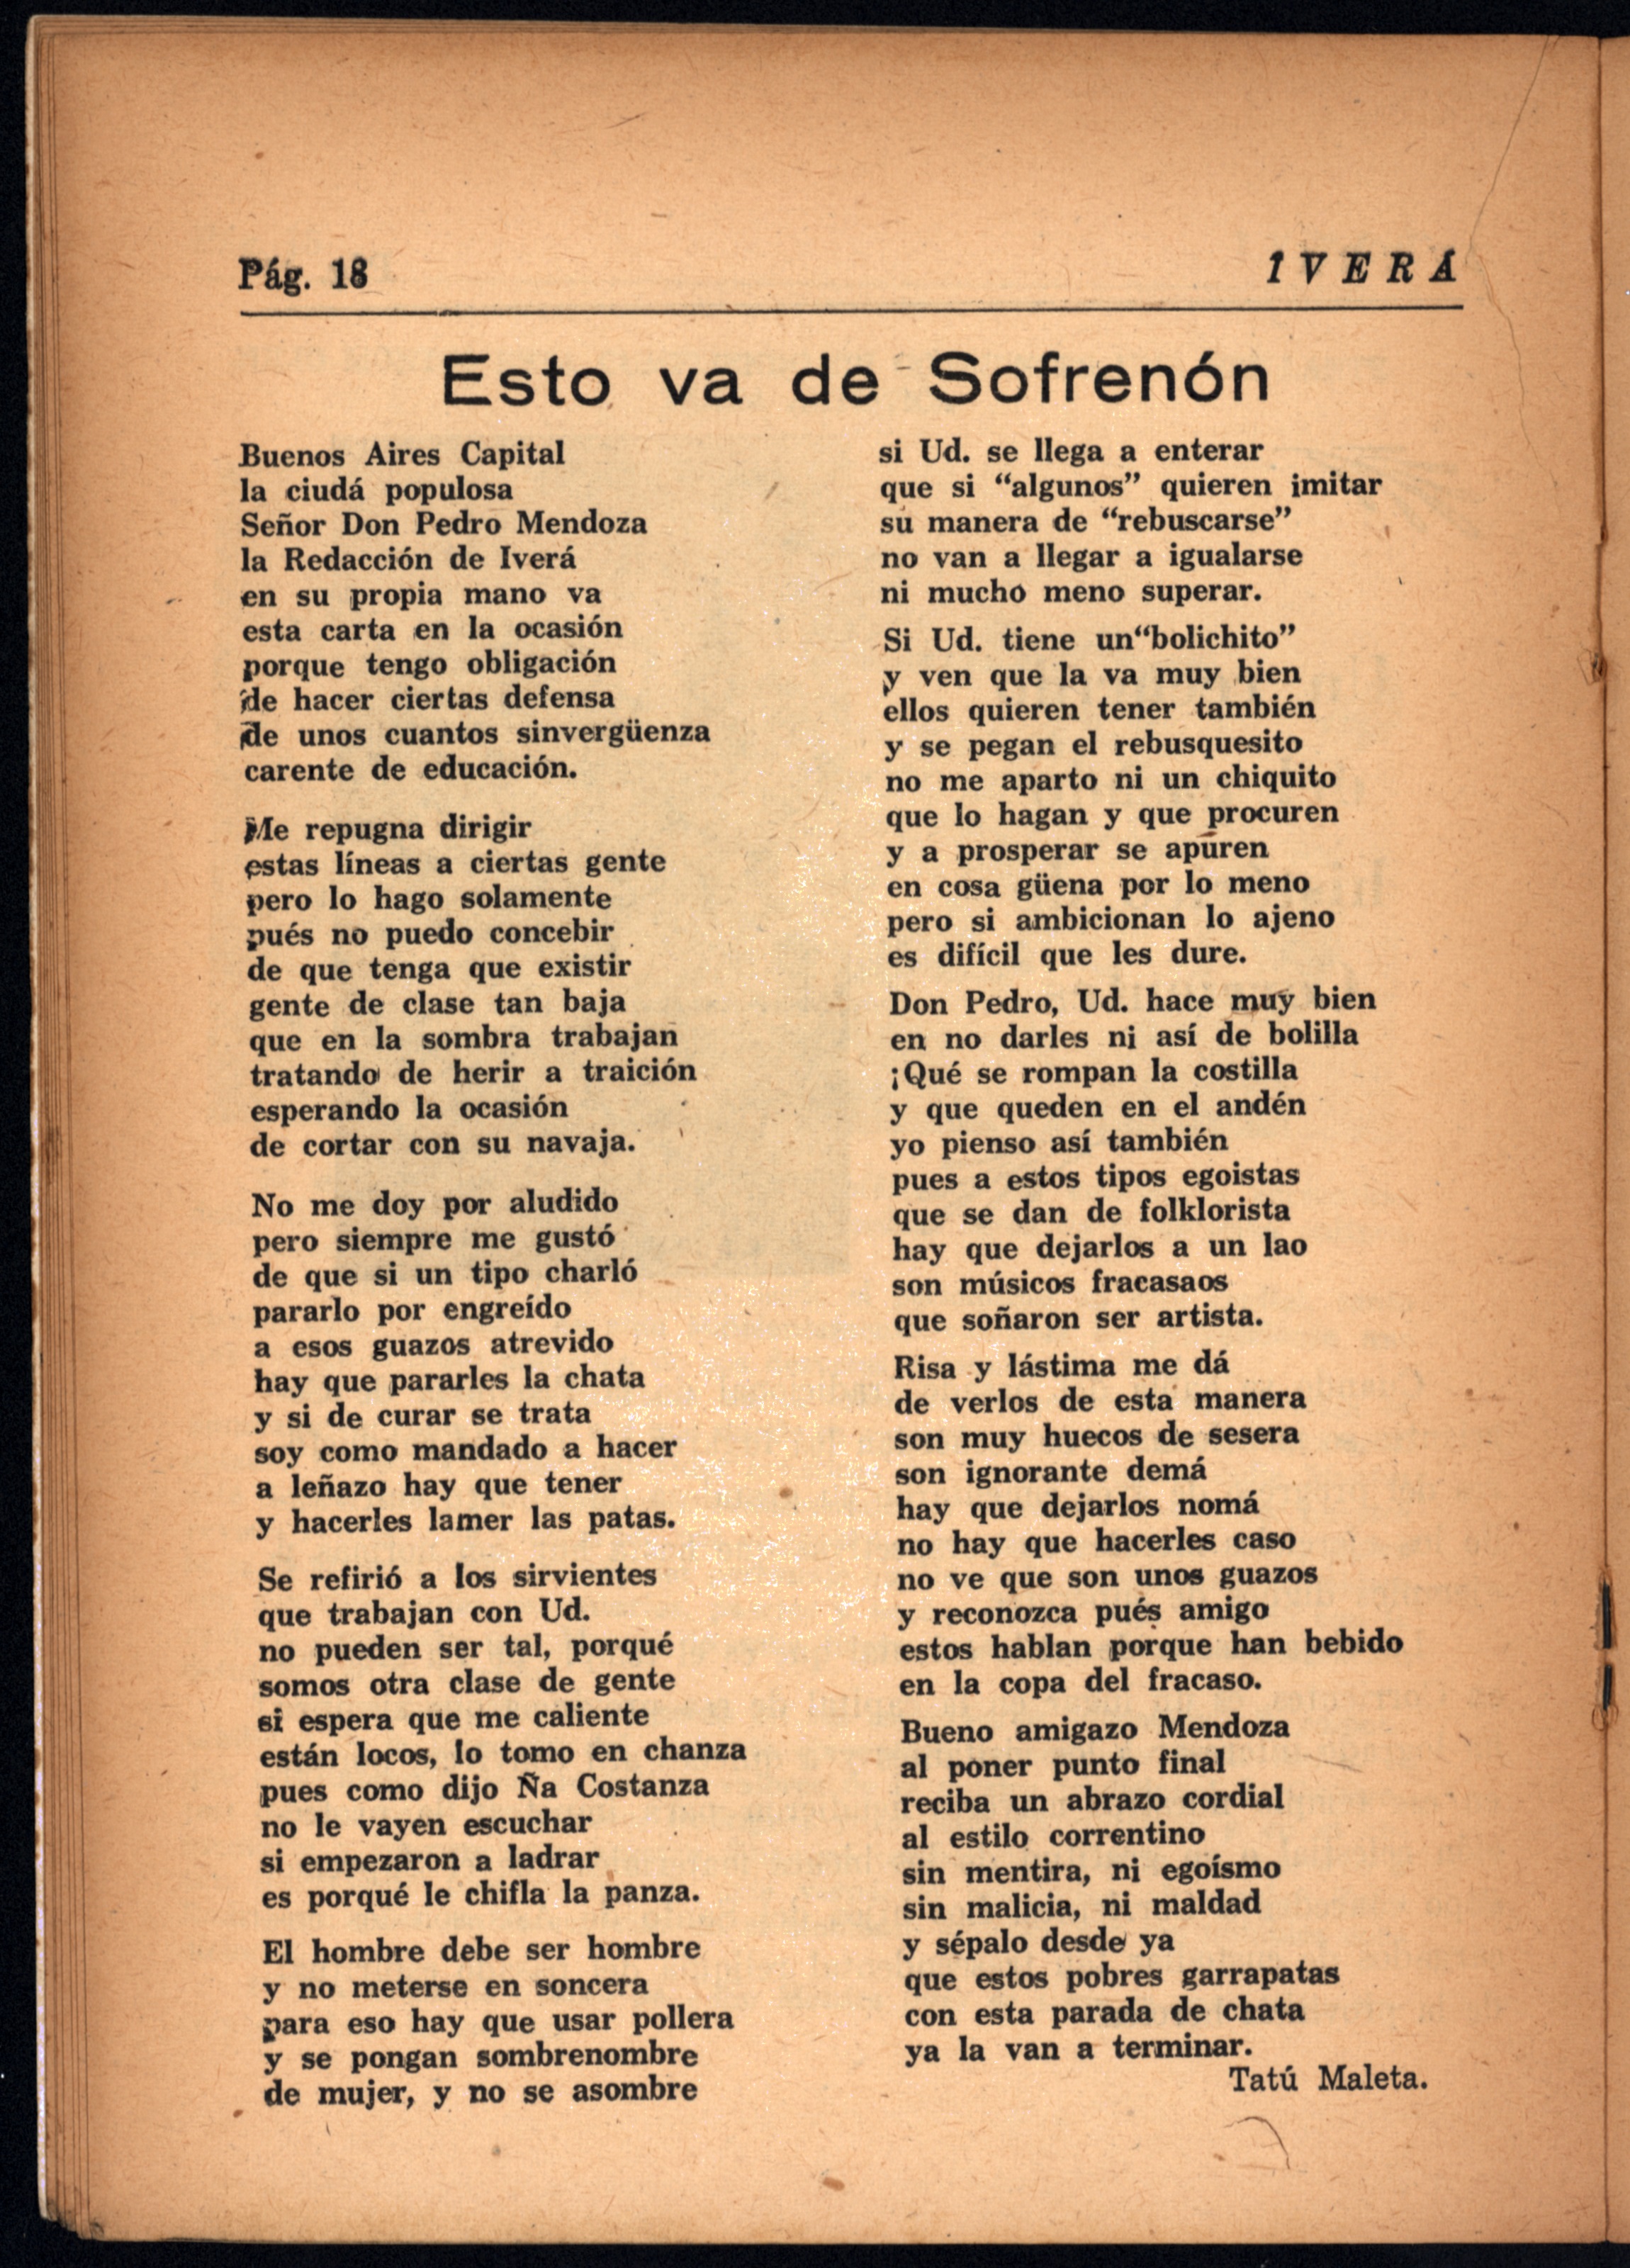 Pág. 18
IVERÁ
Esto va de Sofrenón
Buenos Aires Capital
la ciudá populosa
Señor Don Pedro Mendoza
la Redacción de Iverá
en su propia mano va
esta carta en la ocasión
porque tengo obligación
de hacer ciertas defensa
de unos cuantos sinvergüenza
carente de educación.
Me repugna dirigir
estas líneas a ciertas gente
pero lo hago solamente
pués no puedo concebir
de que tenga que existir
gente de clase tan baja
que en la sombra trabajan
tratando de herir a traición
esperando la ocasión
de cortar con su navaja.
No me doy por aludido
pero siempre me gustó
de que si un tipo charló
pararlo por engreído
a esos guazos atrevido
hay que pararles la chata
y si de curar se trata
soy como mandado a hacer
a leñazo hay que tener
y hacerles lamer las patas.
Se refirió a los sirvientes
que trabajan con Ud.
no pueden ser tal, porqué
somos otra clase de gente
si espera que me caliente
están locos, lo tomo en chanza
pues como dijo Ña Costanza
no le vayen escuchar
si empezaron a ladrar
es porqué le chifla la panza.
El hombre debe ser hombre
y no meterse en soncera
para eso hay que usar pollera
y se pongan sombrenombre
de mujer, y no se asombre
si Ud. se llega a enterar
que si “algunos” quieren imitar
su manera de “rebuscarse”
no van a llegar a igualarse
ni mucho meno superar.
Si Ud. tiene un“bolichito”
y ven que la va muy bien
ellos quieren tener también
y se pegan el rebusquesito
no me aparto ni un chiquito
que lo hagan y que procuren
y a prosperar se apuren
en cosa güena por lo meno
pero si ambicionan lo ajeno
es difícil que les dure.
Don Pedro, Ud. hace muy bien
en no darles ni así de bolilla
¡Qué se rompan la costilla
y que queden en el andén
yo pienso así también
pues a estos tipos egoistas
que se dan de folklorista
hay que dejarlos a un lao
son músicos fracasaos
que soñaron ser artista.
Risa y lástima me dá
de verlos de esta manera
son muy huecos de sesera
son ignorante demá
hay que dejarlos nomá
no hay que hacerles caso
no ve que son unos guazos
y reconozca pués amigo
estos hablan porque han bebido
en la copa del fracaso.
Bueno amigazo Mendoza
al poner punto final
reciba un abrazo cordial
al estilo correntino
sin mentira, ni egoísmo
sin malicia, ni maldad
y sépalo desde ya
que estos pobres garrapatas
con esta parada de chata
ya la van a terminar.
Tatú Maleta.